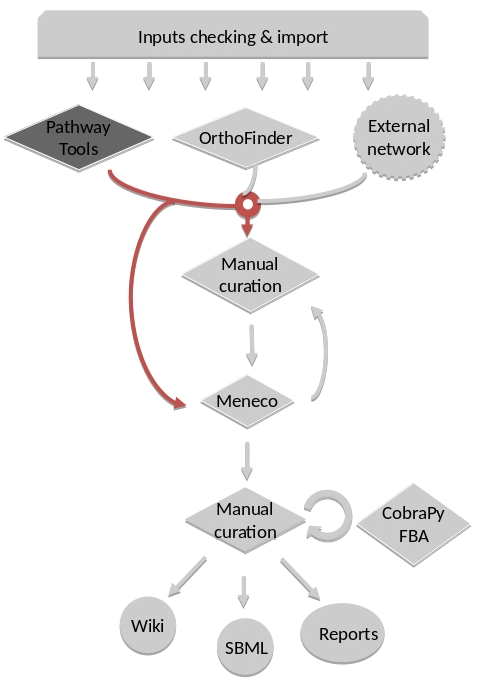 Inputs checking & import
Pathway
Tools
OrthoFinder
External
network
Manual
curation
Meneco
Manual
curation
CobraPy
FBA
Wiki
SBML
Reports